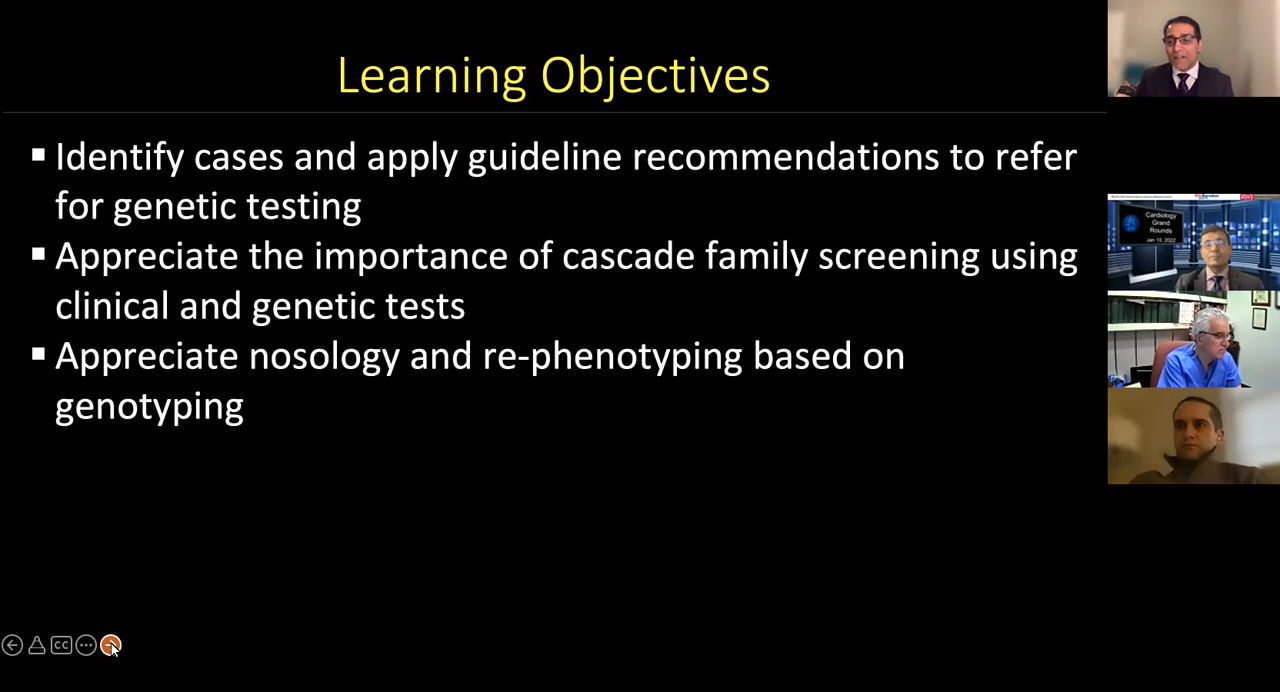 Learning Objectives
▪ Identify cases and apply guideline recommendations to refer
for genetic testing
▪ Appreciate the importance of cascade family screening using
clinical and genetic tests
▪ Appreciate nosology and re-phenotyping based on
genotyping
Cardiology
Grand
Rounds
Jan 10, 2022
CC